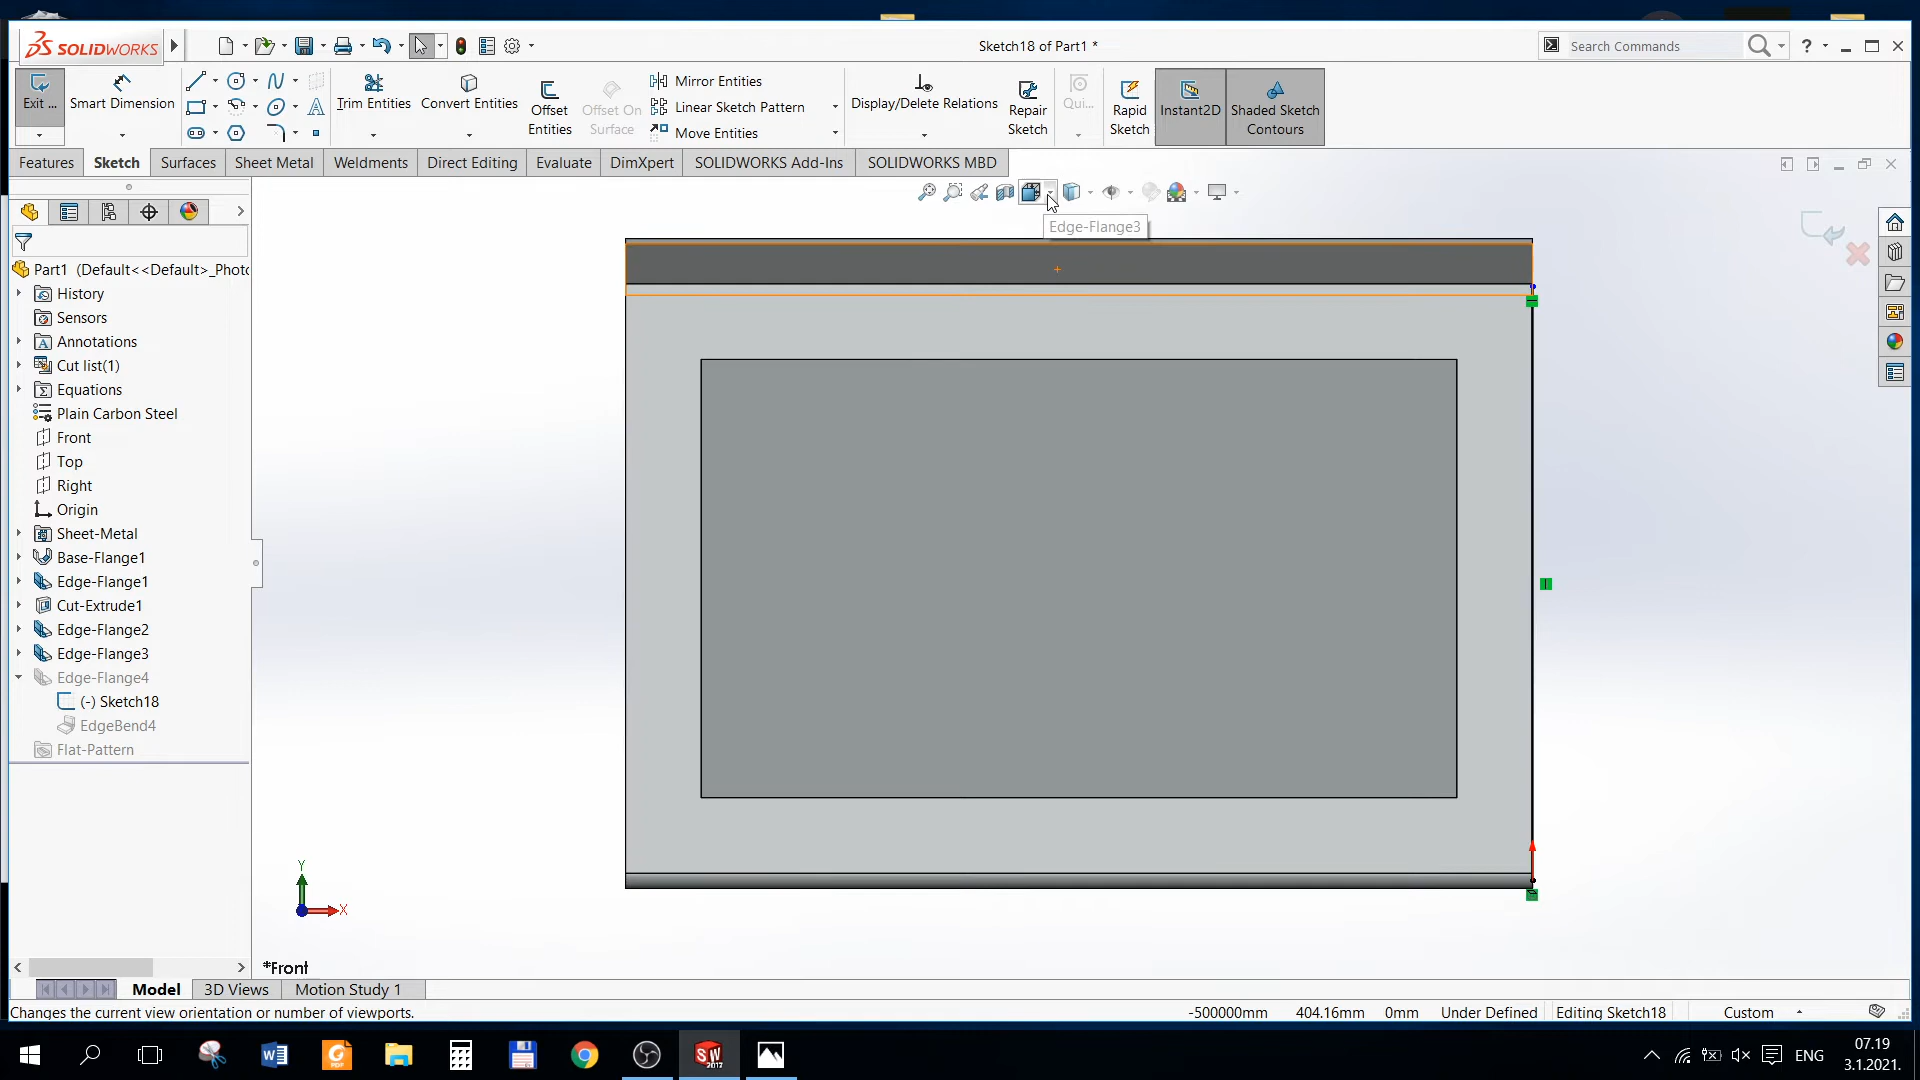 SOLIDWORKS
Sketch18 of Part1 *
Search Commands
?
Exit ...
Smart Dimension
Trim Entities
Convert Entities
Offset
Entities
Offset On
Surface
Mirror Entities
Linear Sketch Pattern
Move Entities
Display/Delete Relations
Repair
Sketch
Qui...
Rapid
Sketch
Instant2D
Shaded Sketch
Contours
Features
Sketch
Surfaces
Sheet Metal
Weldments
Direct Editing
Evaluate
DimXpert
SOLIDWORKS Add-Ins
SOLIDWORKS MBD
Edge-Flange3
Part1 (Default<<Default>_Phot
History
Sensors
Annotations
Cut list(1)
Equations
Plain Carbon Steel
Front
Top
Right
Origin
Sheet-Metal
Base-Flange1
Edge-Flange1
Cut-Extrude1
Edge-Flange2
Edge-Flange3
Edge-Flange4
(-) Sketch18
EdgeBend4
Flat-Pattern
Y
X
*Front
Model
3D Views
Motion Study 1
Changes the current view orientation or number of viewports.
-500000mm
404.16mm
0mm
Under Defined
Editing Sketch18
Custom
SW
2017
ENG
07.19
3.1.2021.